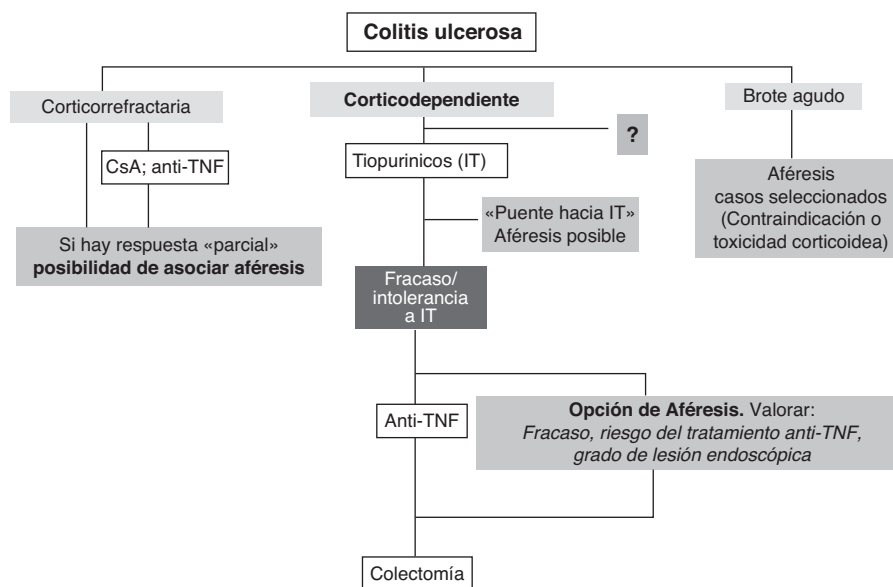 Colitis ulcerosa
Corticorrefractaria
Corticodependiente
Brote agudo
?
CsA; anti-TNF
Tiopurinicos (IT)
Aféresis
casos seleccionados
(Contraindicación o
toxicidad corticoidea)
«Puente hacia IT»
Aféresis posible
Si hay respuesta «parcial»
posibilidad de asociar aféresis
Fracaso/
intolerancia
a IT
Anti-TNF
Opción de Aféresis. Valorar:
Fracaso, riesgo del tratamiento anti-TNF,
grado de lesión endoscópica
Colectomía